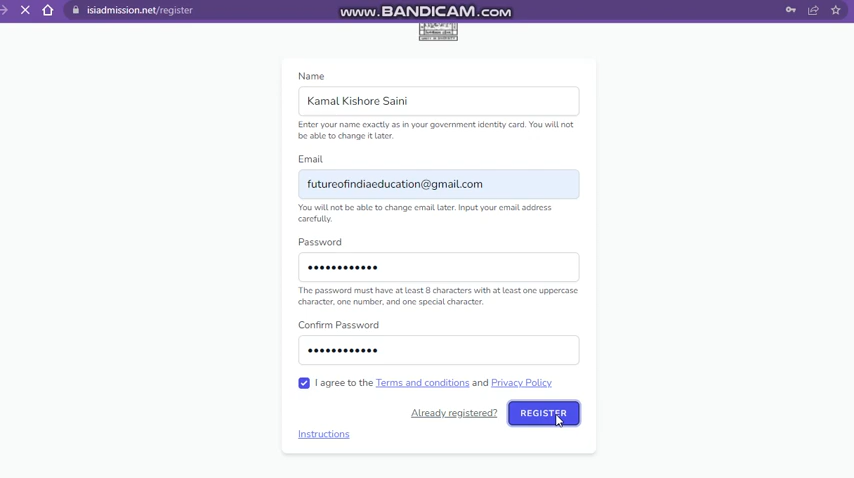 isiadmission.net/register
www.BANDICAM.com
Name
Kamal Kishore Saini
Enter your name exactly as in your government identity card. You will not
be able to change it later.
Email
futureofindiaeducation@gmail.com
You will not be able to change email later. Input your email address
carefully.
Password
••••••••••••
The password must have at least 8 characters with at least one uppercase
character, one number, and one special character.
Confirm Password
••••••••••••
I agree to the Terms and conditions and Privacy Policy
Already registered? REGISTER
Instructions